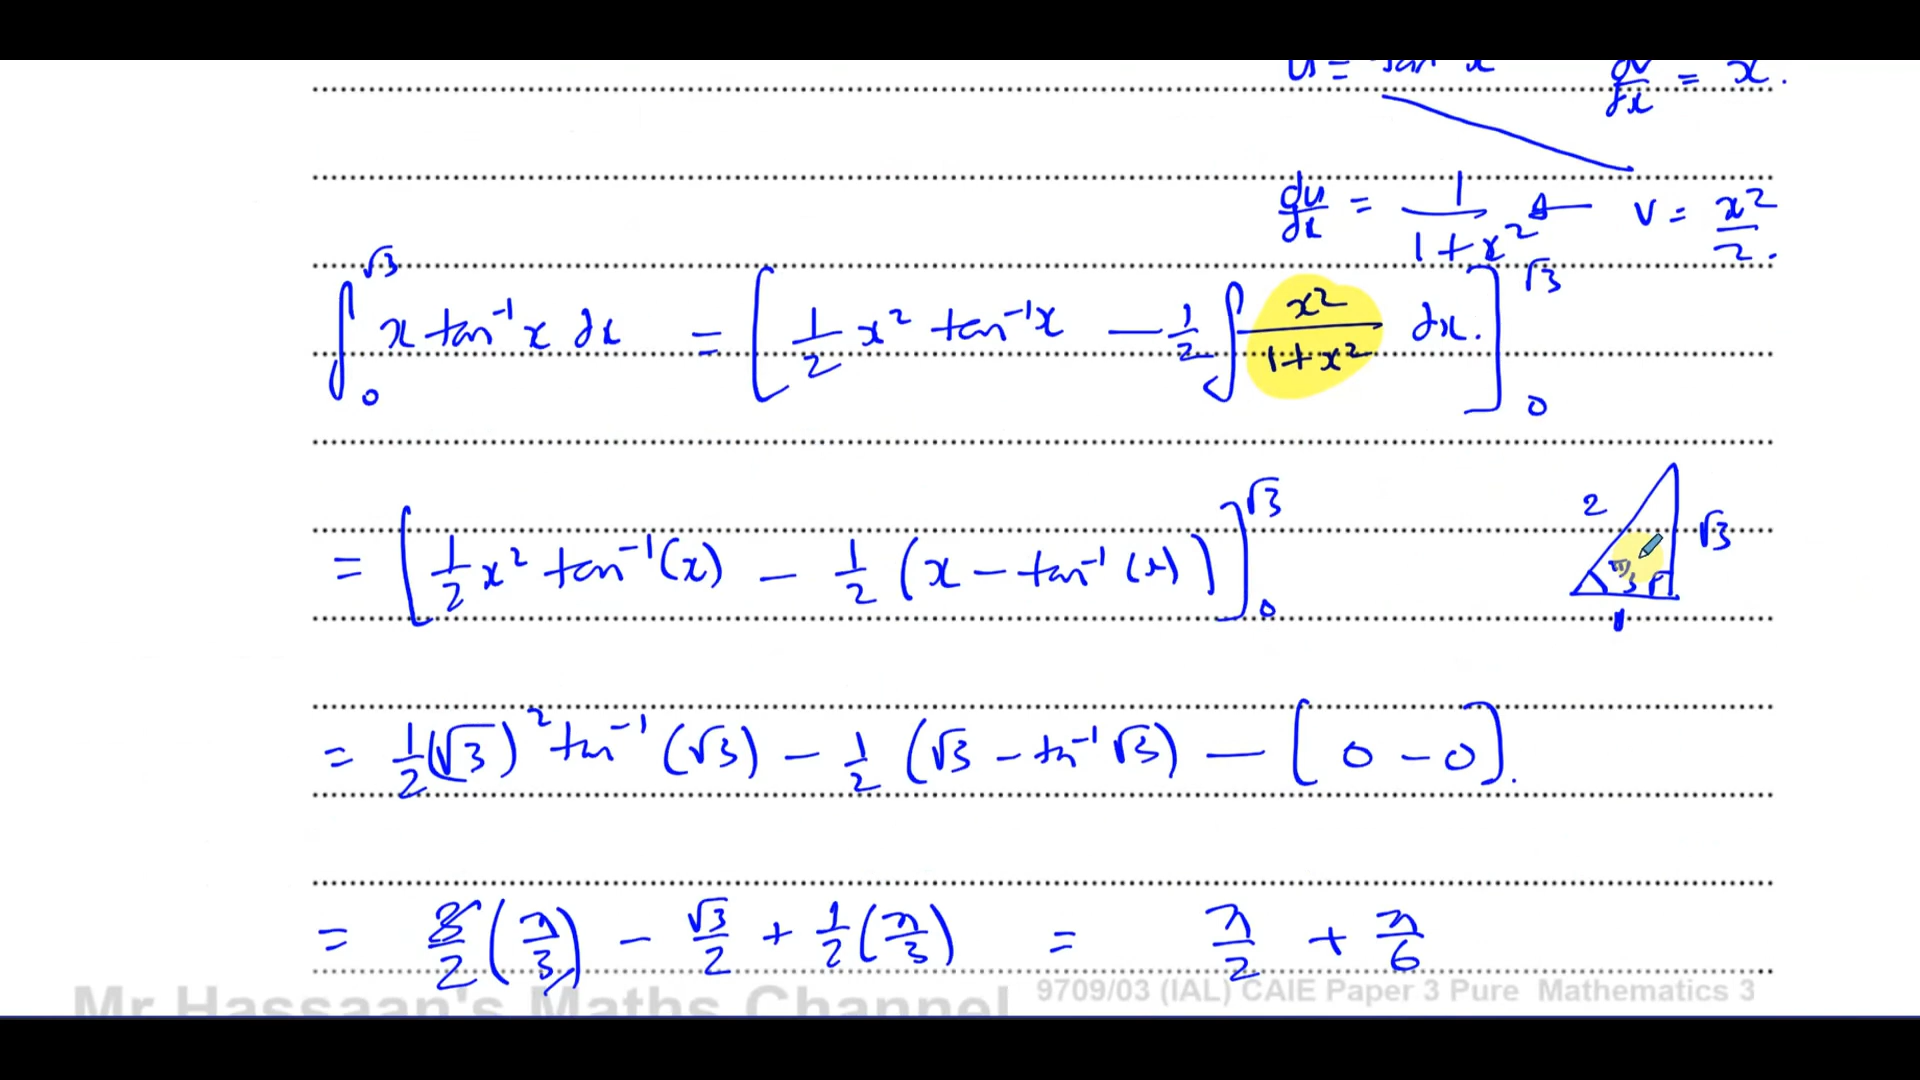 u = tan x   dv/dx = x.
du/dx = 1/(1+x²)   v = x²/2.
∫₀^√3 x tan⁻¹x dx = [ 1/2 x² tan⁻¹x − 1/2 ∫ x²/(1+x²) dx. ]₀^√3
= [ 1/2 x² tan⁻¹(x) − 1/2 (x − tan⁻¹(x)) ]₀^√3
2 √3 π/3 1
= 1/2 (√3)² tan⁻¹(√3) − 1/2 (√3 − tn⁻¹ √3) − [ 0 − 0 ].
= 3/2 (π/3) − √3/2 + 1/2 (π/3) = π/2 + π/6
Mr Hassaan's Maths Channel 9709/03 (IAL) CAIE Paper 3 Pure Mathematics 3